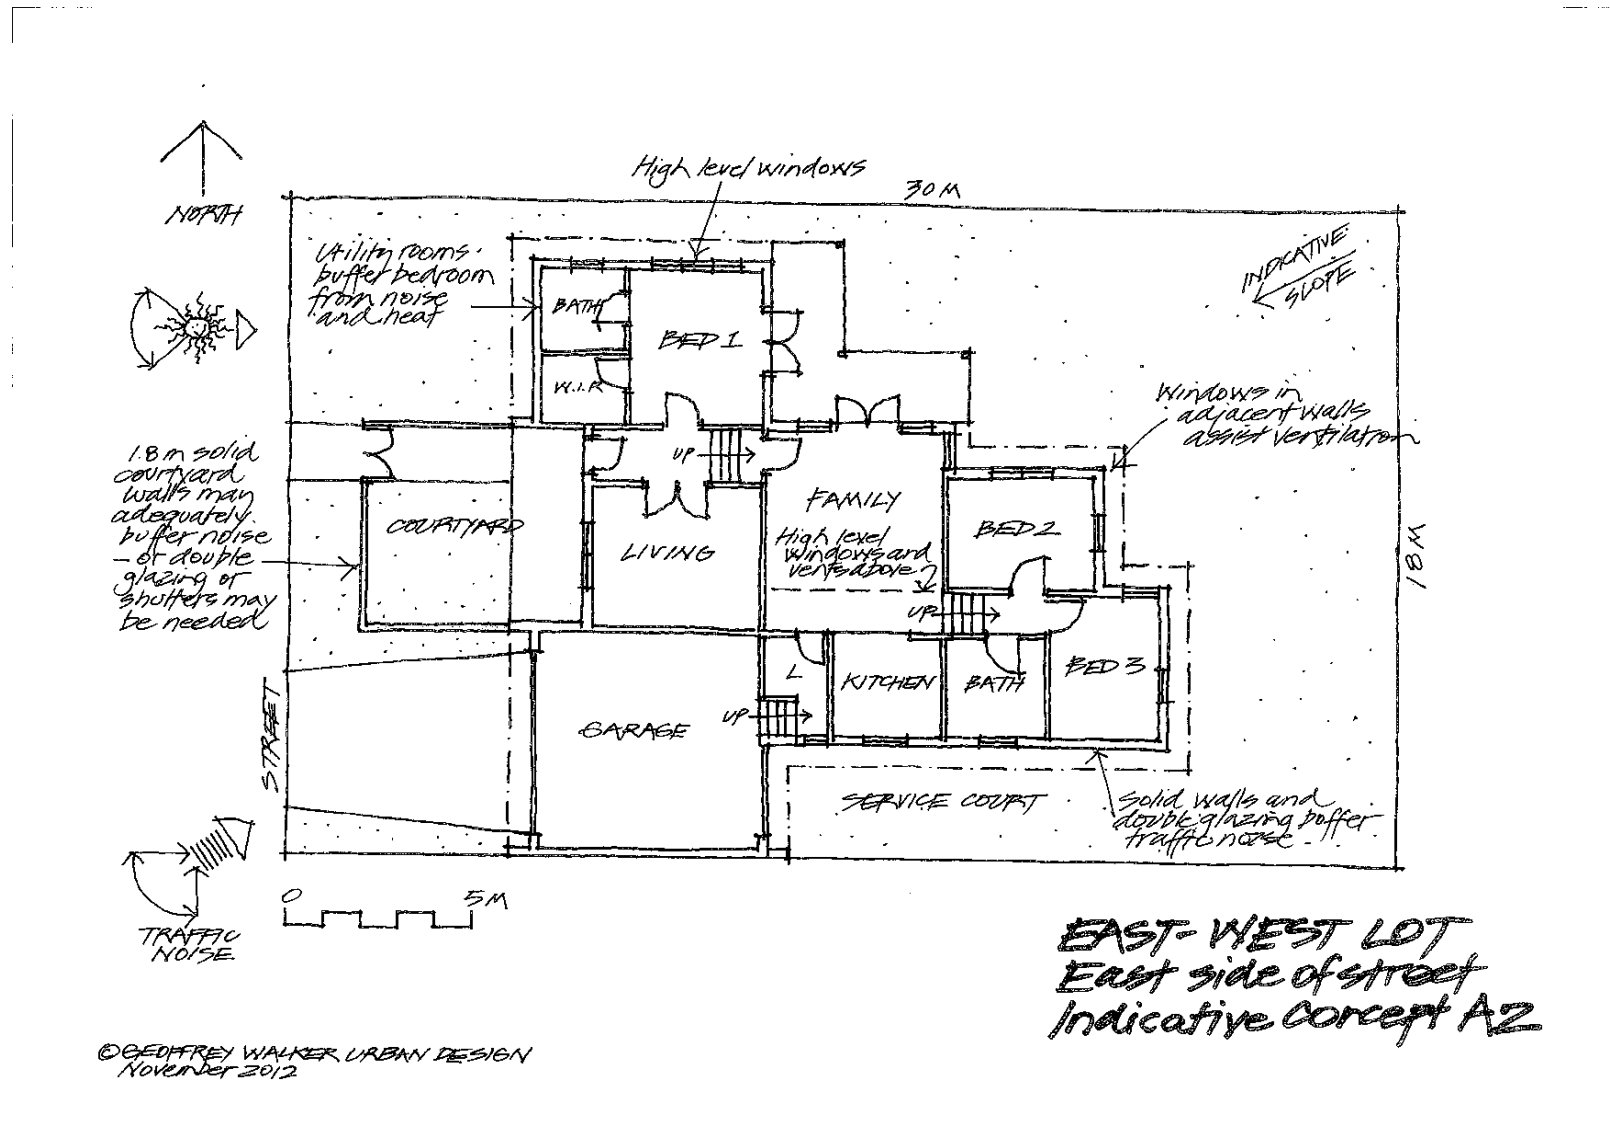 High level windows
30 M
NORTH
Utility rooms
buffer bedroom
from noise
and heat
INDICATIVE
SLOPE
BATH
BED 1
W.I.R
Windows in
adjacent walls
assist ventilation
1.8 m solid
courtyard
walls may
adequately
buffer noise
- or double
glazing or
shutters may
be needed
UP
FAMILY
COURTYARD
LIVING
High level
windows and
vents above
BED 2
18 M
UP
L
KITCHEN
BATH
BED 3
UP
GARAGE
STREET
SERVICE COURT
Solid walls and
double glazing buffer
traffic noise.
0 5 M
TRAFFIC
NOISE
EAST-WEST LOT
East side of street
Indicative Concept A2
© GEOFFREY WALKER URBAN DESIGN
November 2012